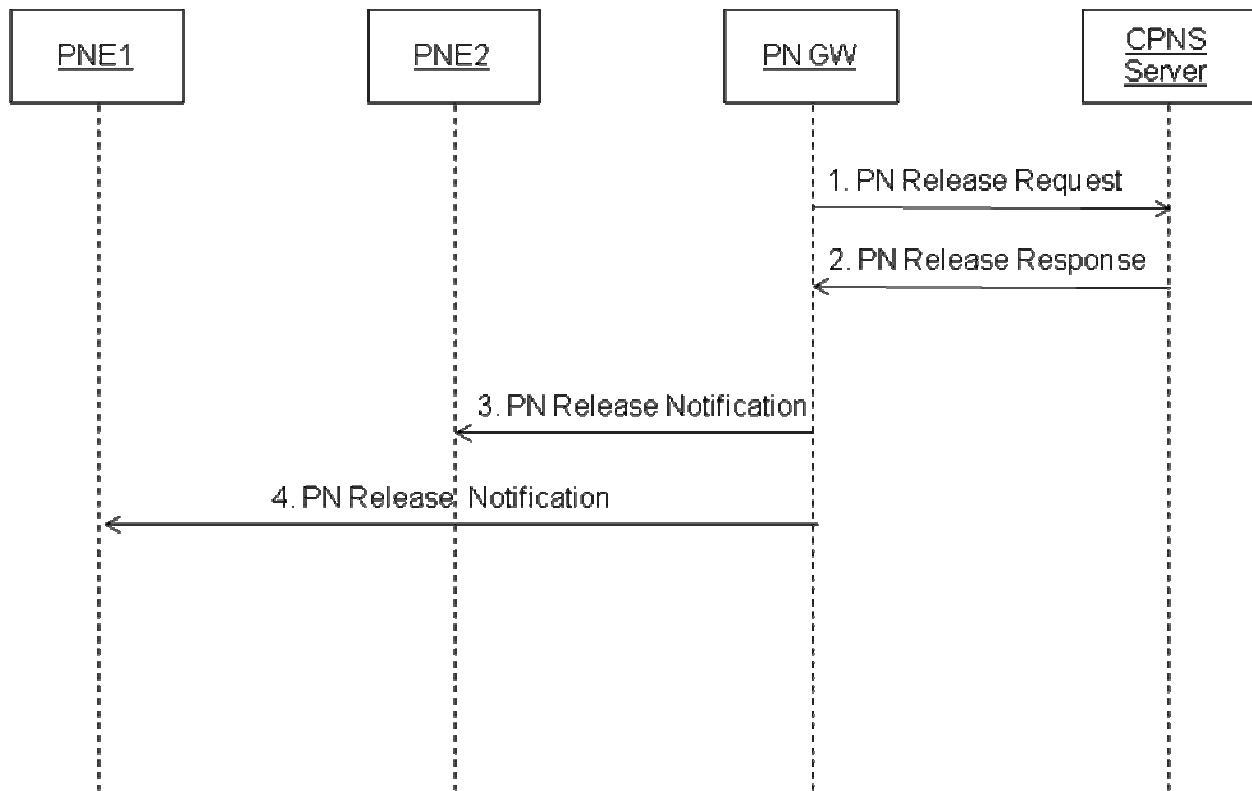 PNE1
PNE2
PN GW
CPNS
Server
1. PN Release Request
2. PN Release Response
3. PN Release Notification
4. PN Release Notification